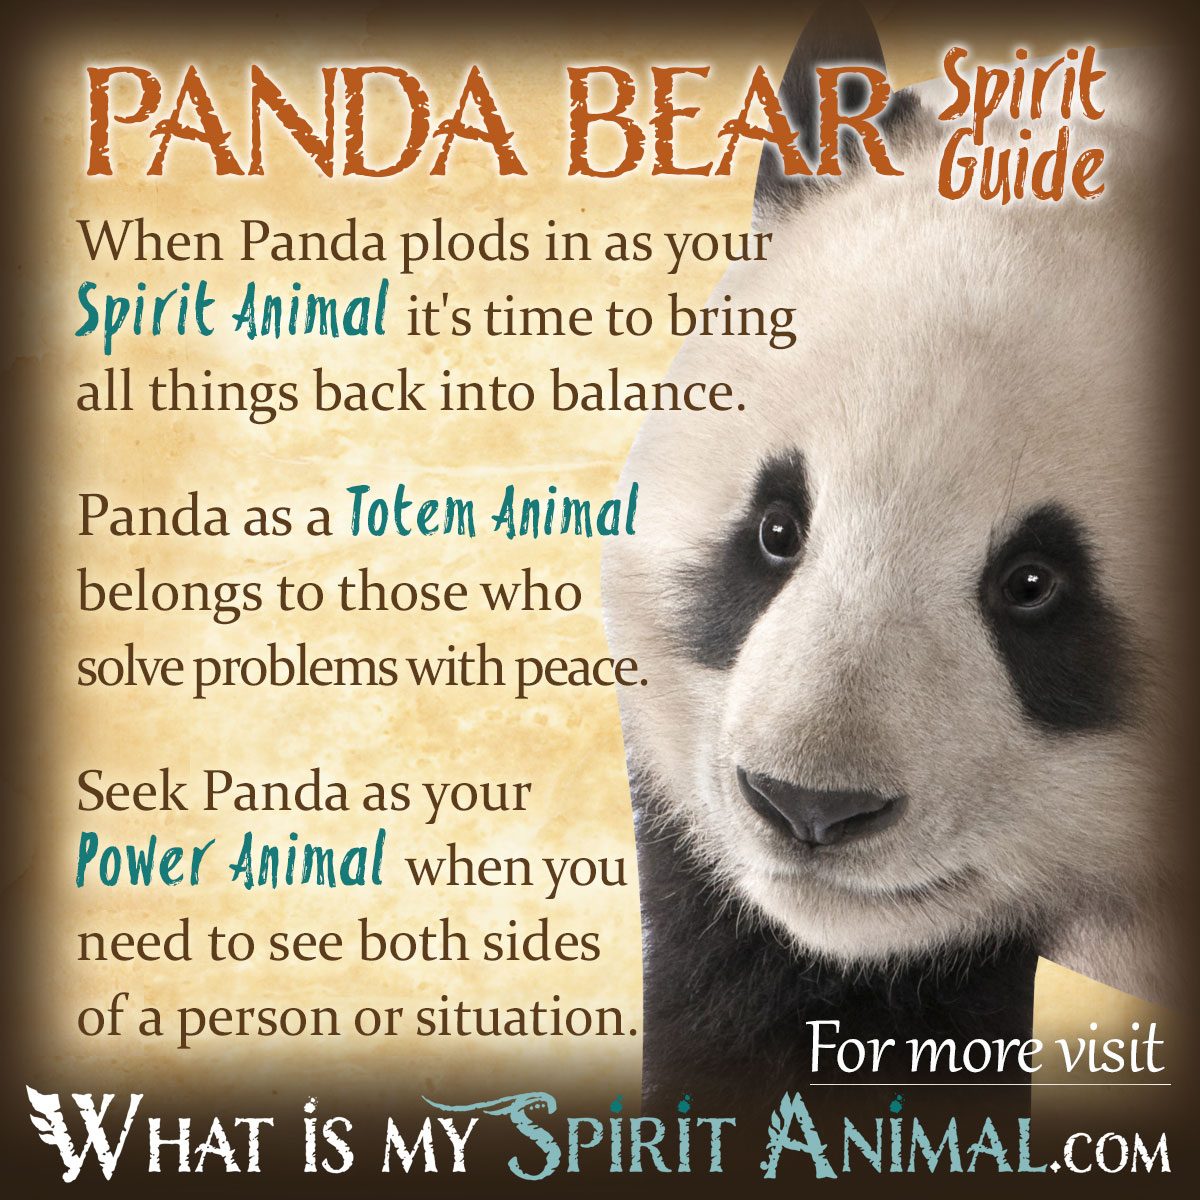 PANDA BEAR Spirit Guide
When Panda plods in as your
Spirit Animal it's time to bring
all things back into balance.
Panda as a Totem Animal
belongs to those who
solve problems with peace.
Seek Panda as your
Power Animal when you
need to see both sides
of a person or situation.
For more visit
WHAT IS MY SPIRIT ANIMAL.COM